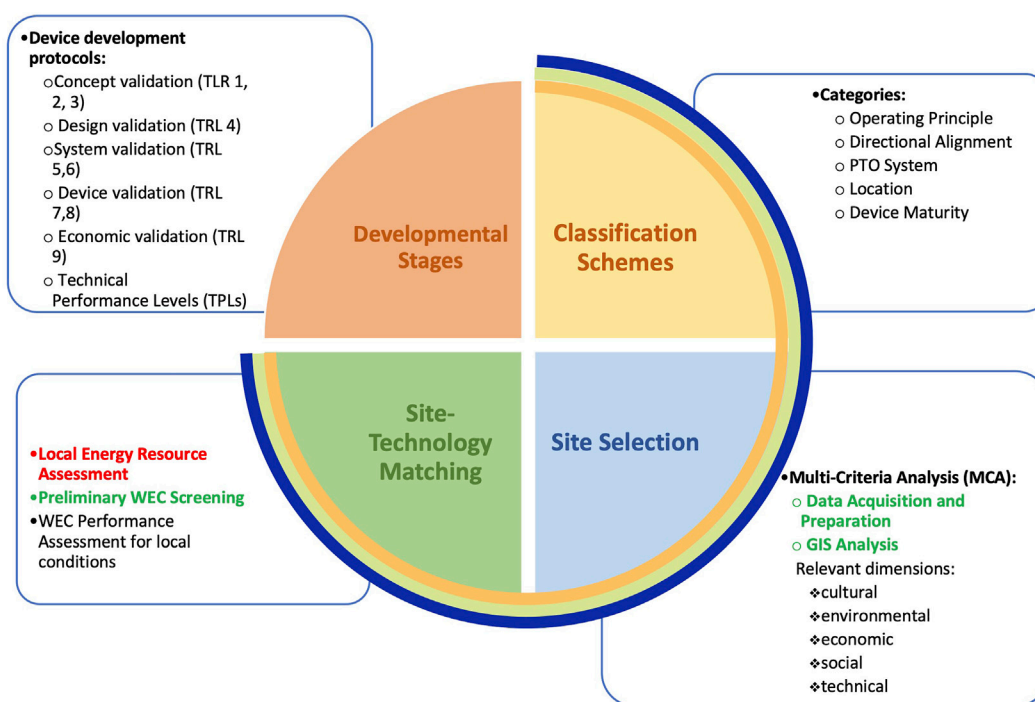 •Device development
protocols:
oConcept validation (TLR 1,
2, 3)
o Design validation (TRL 4)
oSystem validation (TRL
5,6)
o Device validation (TRL
7,8)
o Economic validation (TRL
9)
o Technical
Performance Levels (TPLs)
Developmental
Stages
Classification
Schemes
•Categories:
o Operating Principle
o Directional Alignment
o PTO System
o Location
o Device Maturity
•Local Energy Resource
Assessment
•Preliminary WEC Screening
•WEC Performance
Assessment for local
conditions
Site-
Technology
Matching
Site Selection
•Multi-Criteria Analysis (MCA):
o Data Acquisition and
Preparation
o GIS Analysis
Relevant dimensions:
❖cultural
❖environmental
❖economic
❖social
❖technical